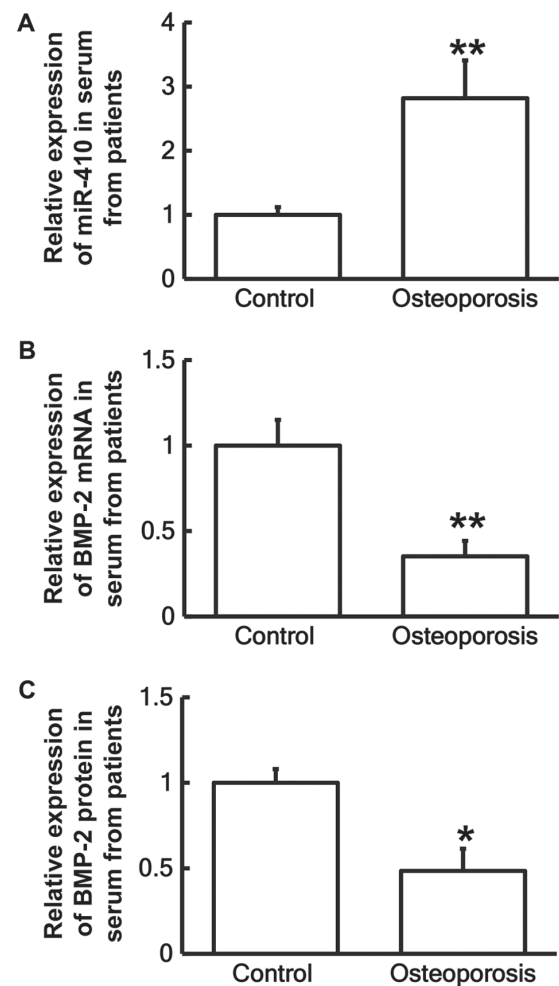 A
Relative expression
of miR-410 in serum
from patients
4
3
2
1
0
**
Control
Osteoporosis
B
Relative expression
of BMP-2 mRNA in
serum from patients
1.5
1
0.5
0
**
Control
Osteoporosis
C
Relative expression
of BMP-2 protein in
serum from patients
1.5
1
0.5
0
*
Control
Osteoporosis